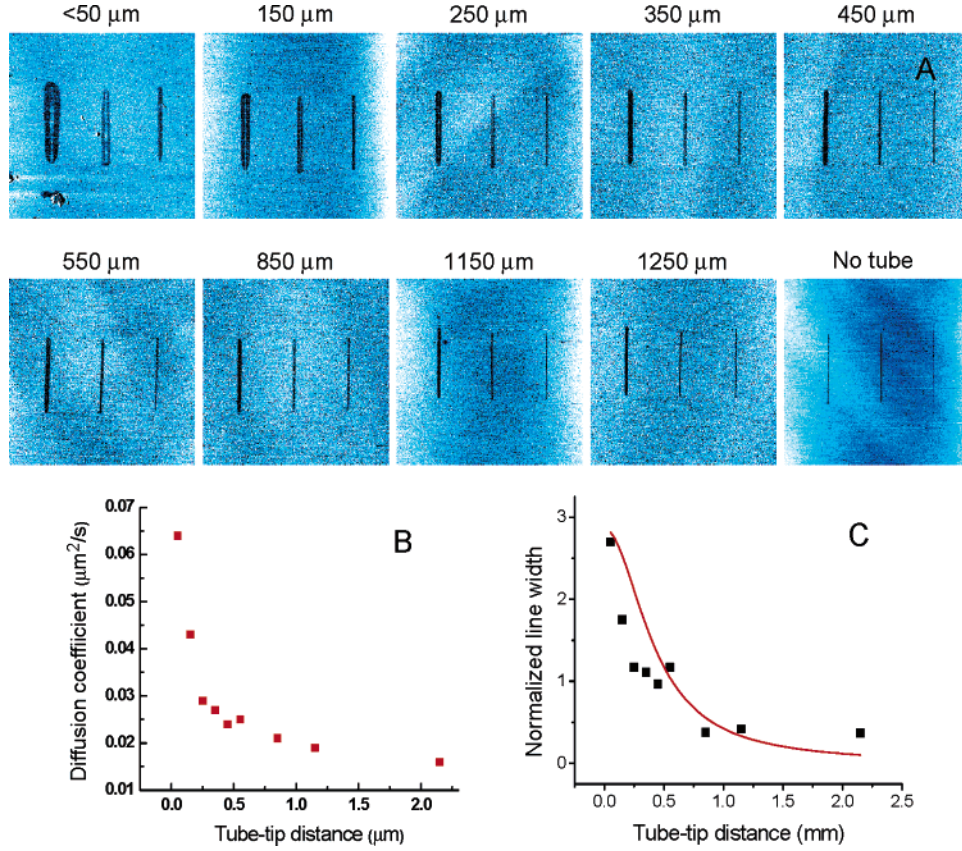 <50 μm 150 μm 250 μm 350 μm 450 μm
A
550 μm 850 μm 1150 μm 1250 μm No tube
B
Diffusion coeffiicient (μm²/s)
0.07
0.06
0.05
0.04
0.03
0.02
0.01
0.0 0.5 1.0 1.5 2.0
Tube-tip distance (μm)
C
Normalized line width
3
2
1
0
0.0 0.5 1.0 1.5 2.0 2.5
Tube-tip distance (mm)